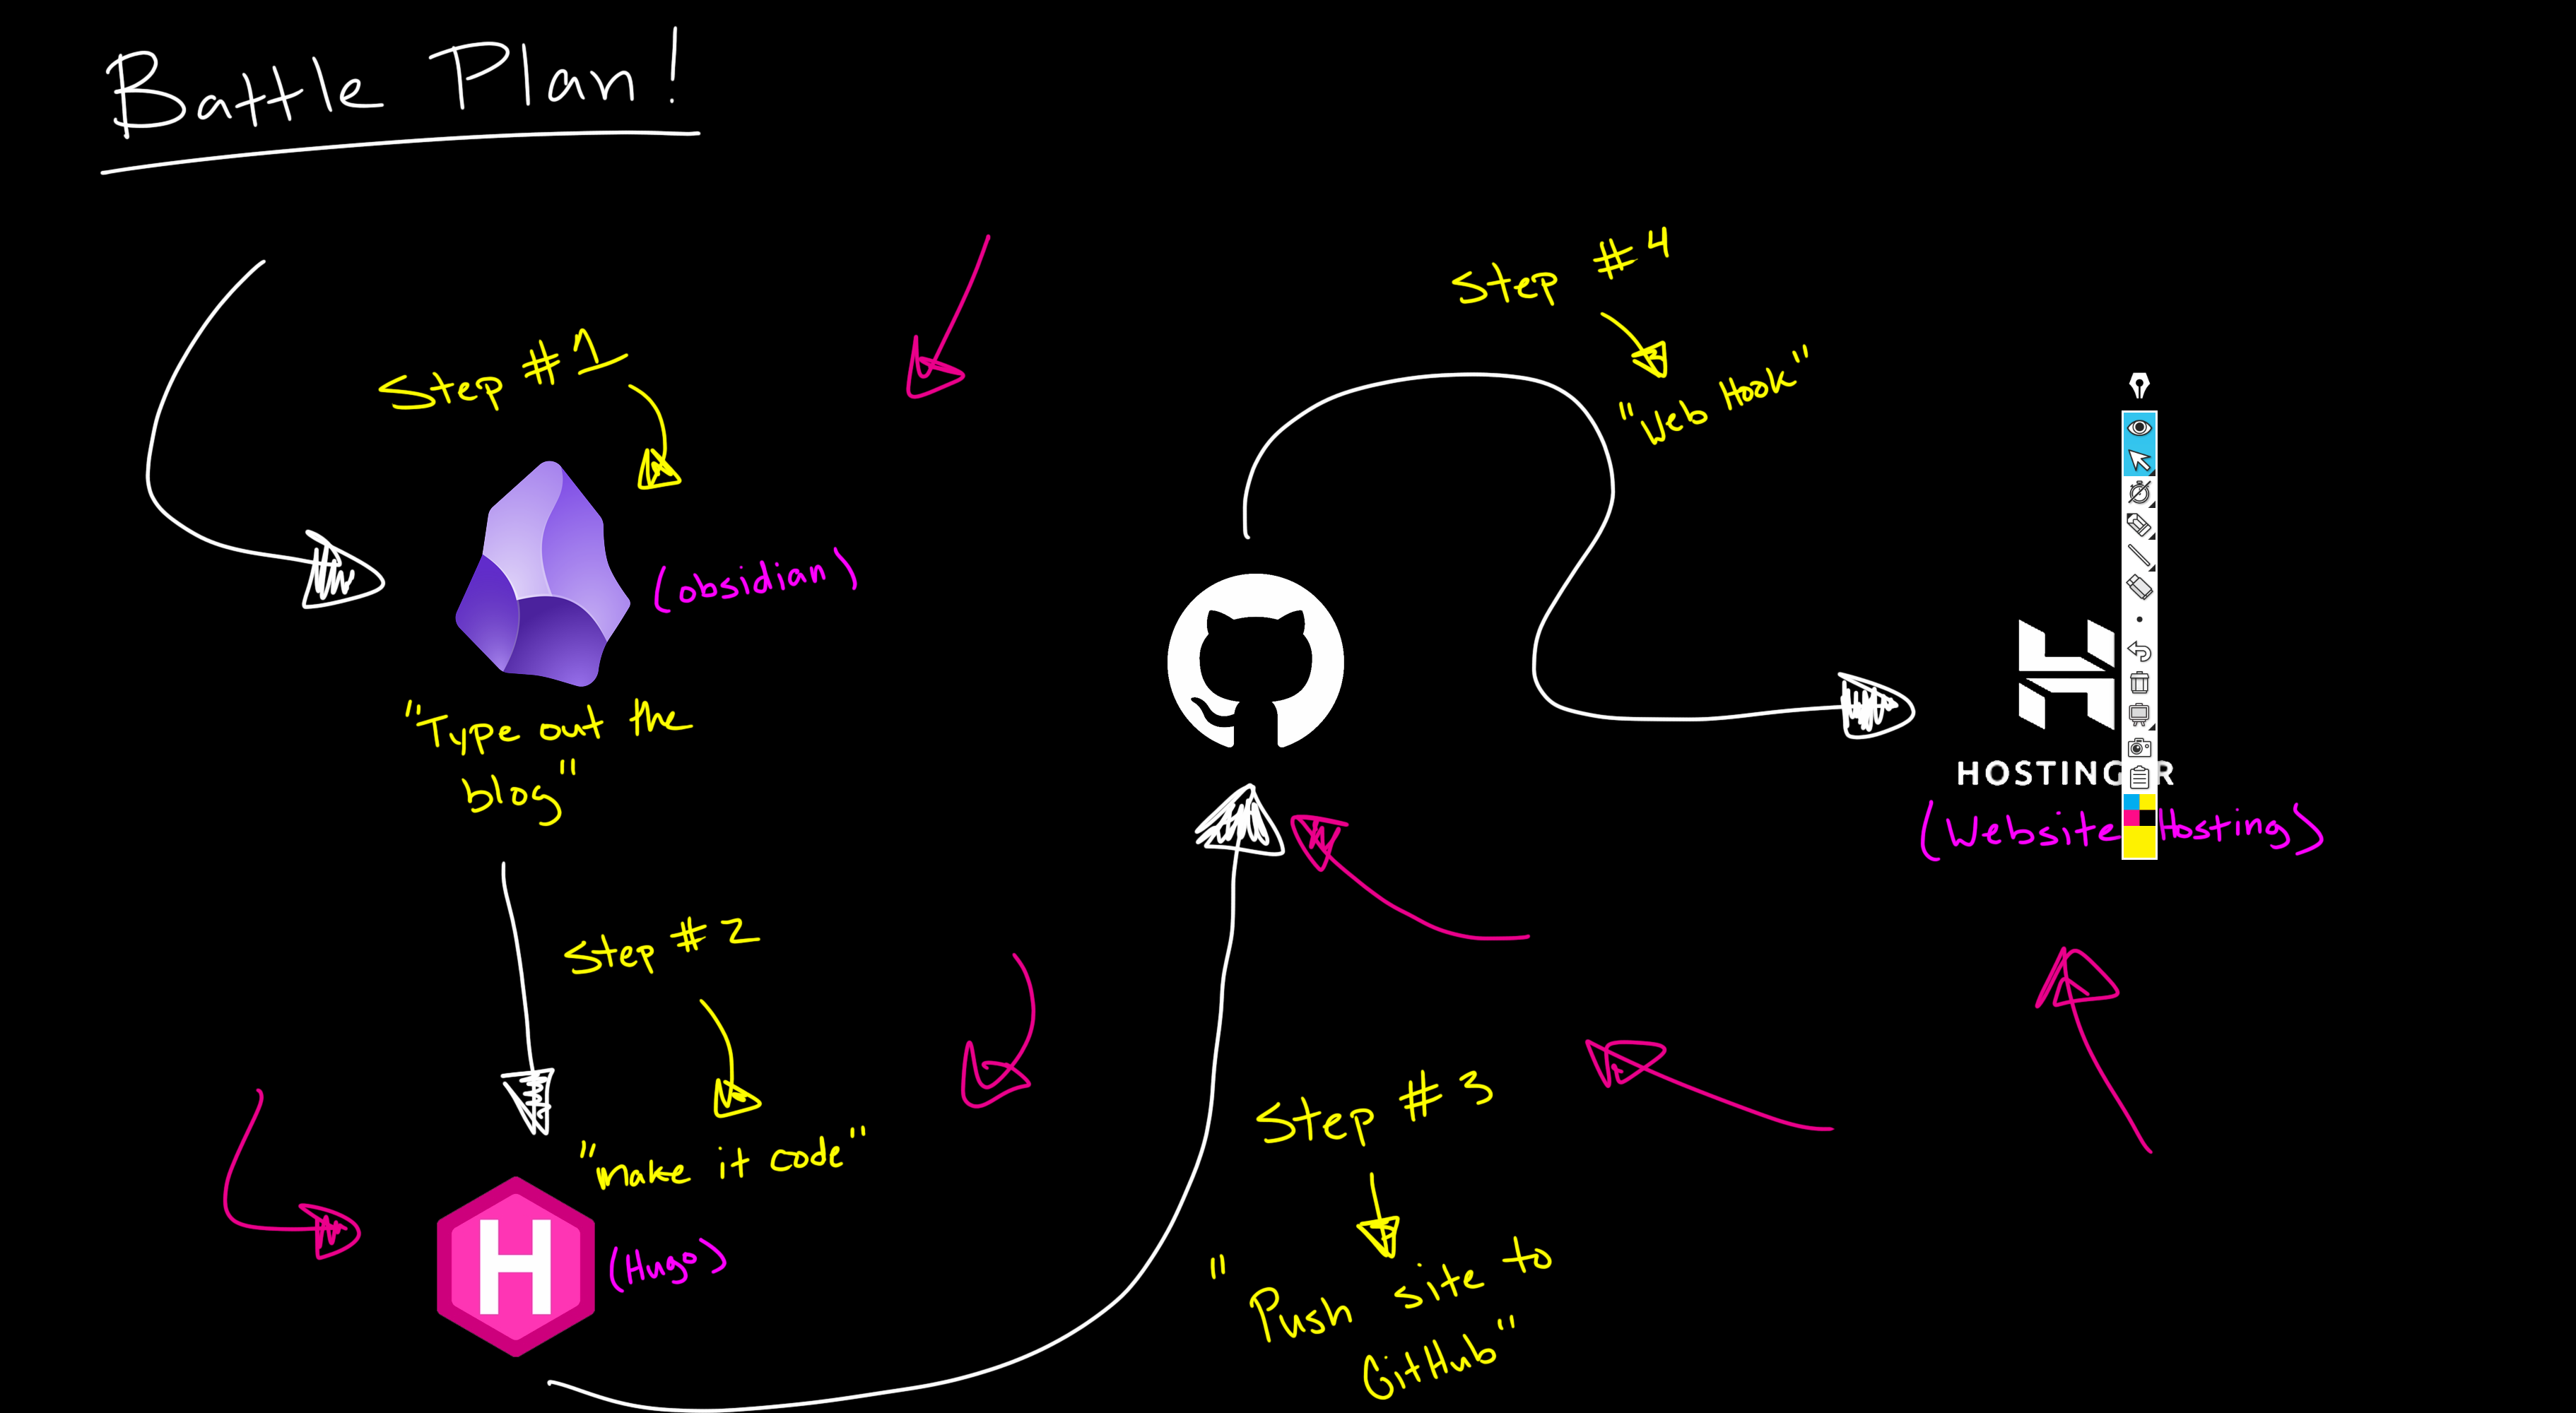 Battle Plan!
Step #1
(obsidian)
"Type out the
blog"
Step #2
"make it code"
H
(Hugo)
Step #3
"Push site to
GitHub"
Step #4
"Web Hook"
HOSTINGER
(Website Hosting)